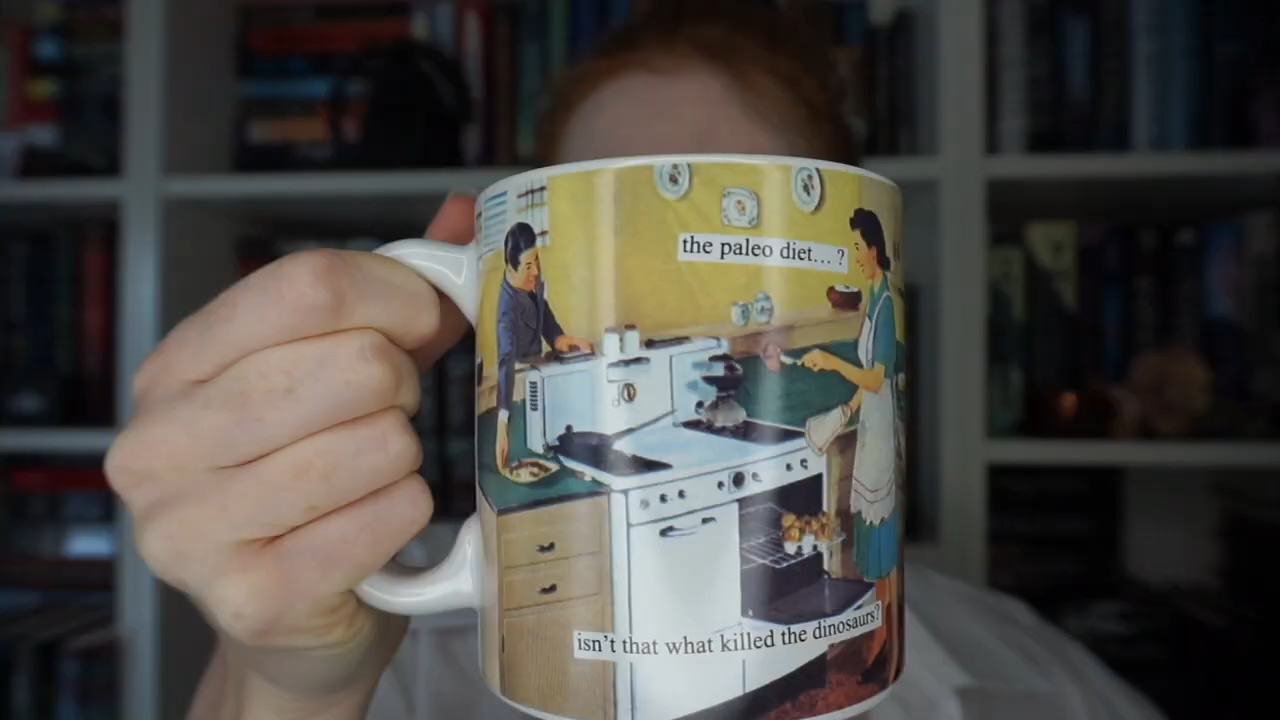 the paleo diet... ?
isn't that what killed the dinosaurs?